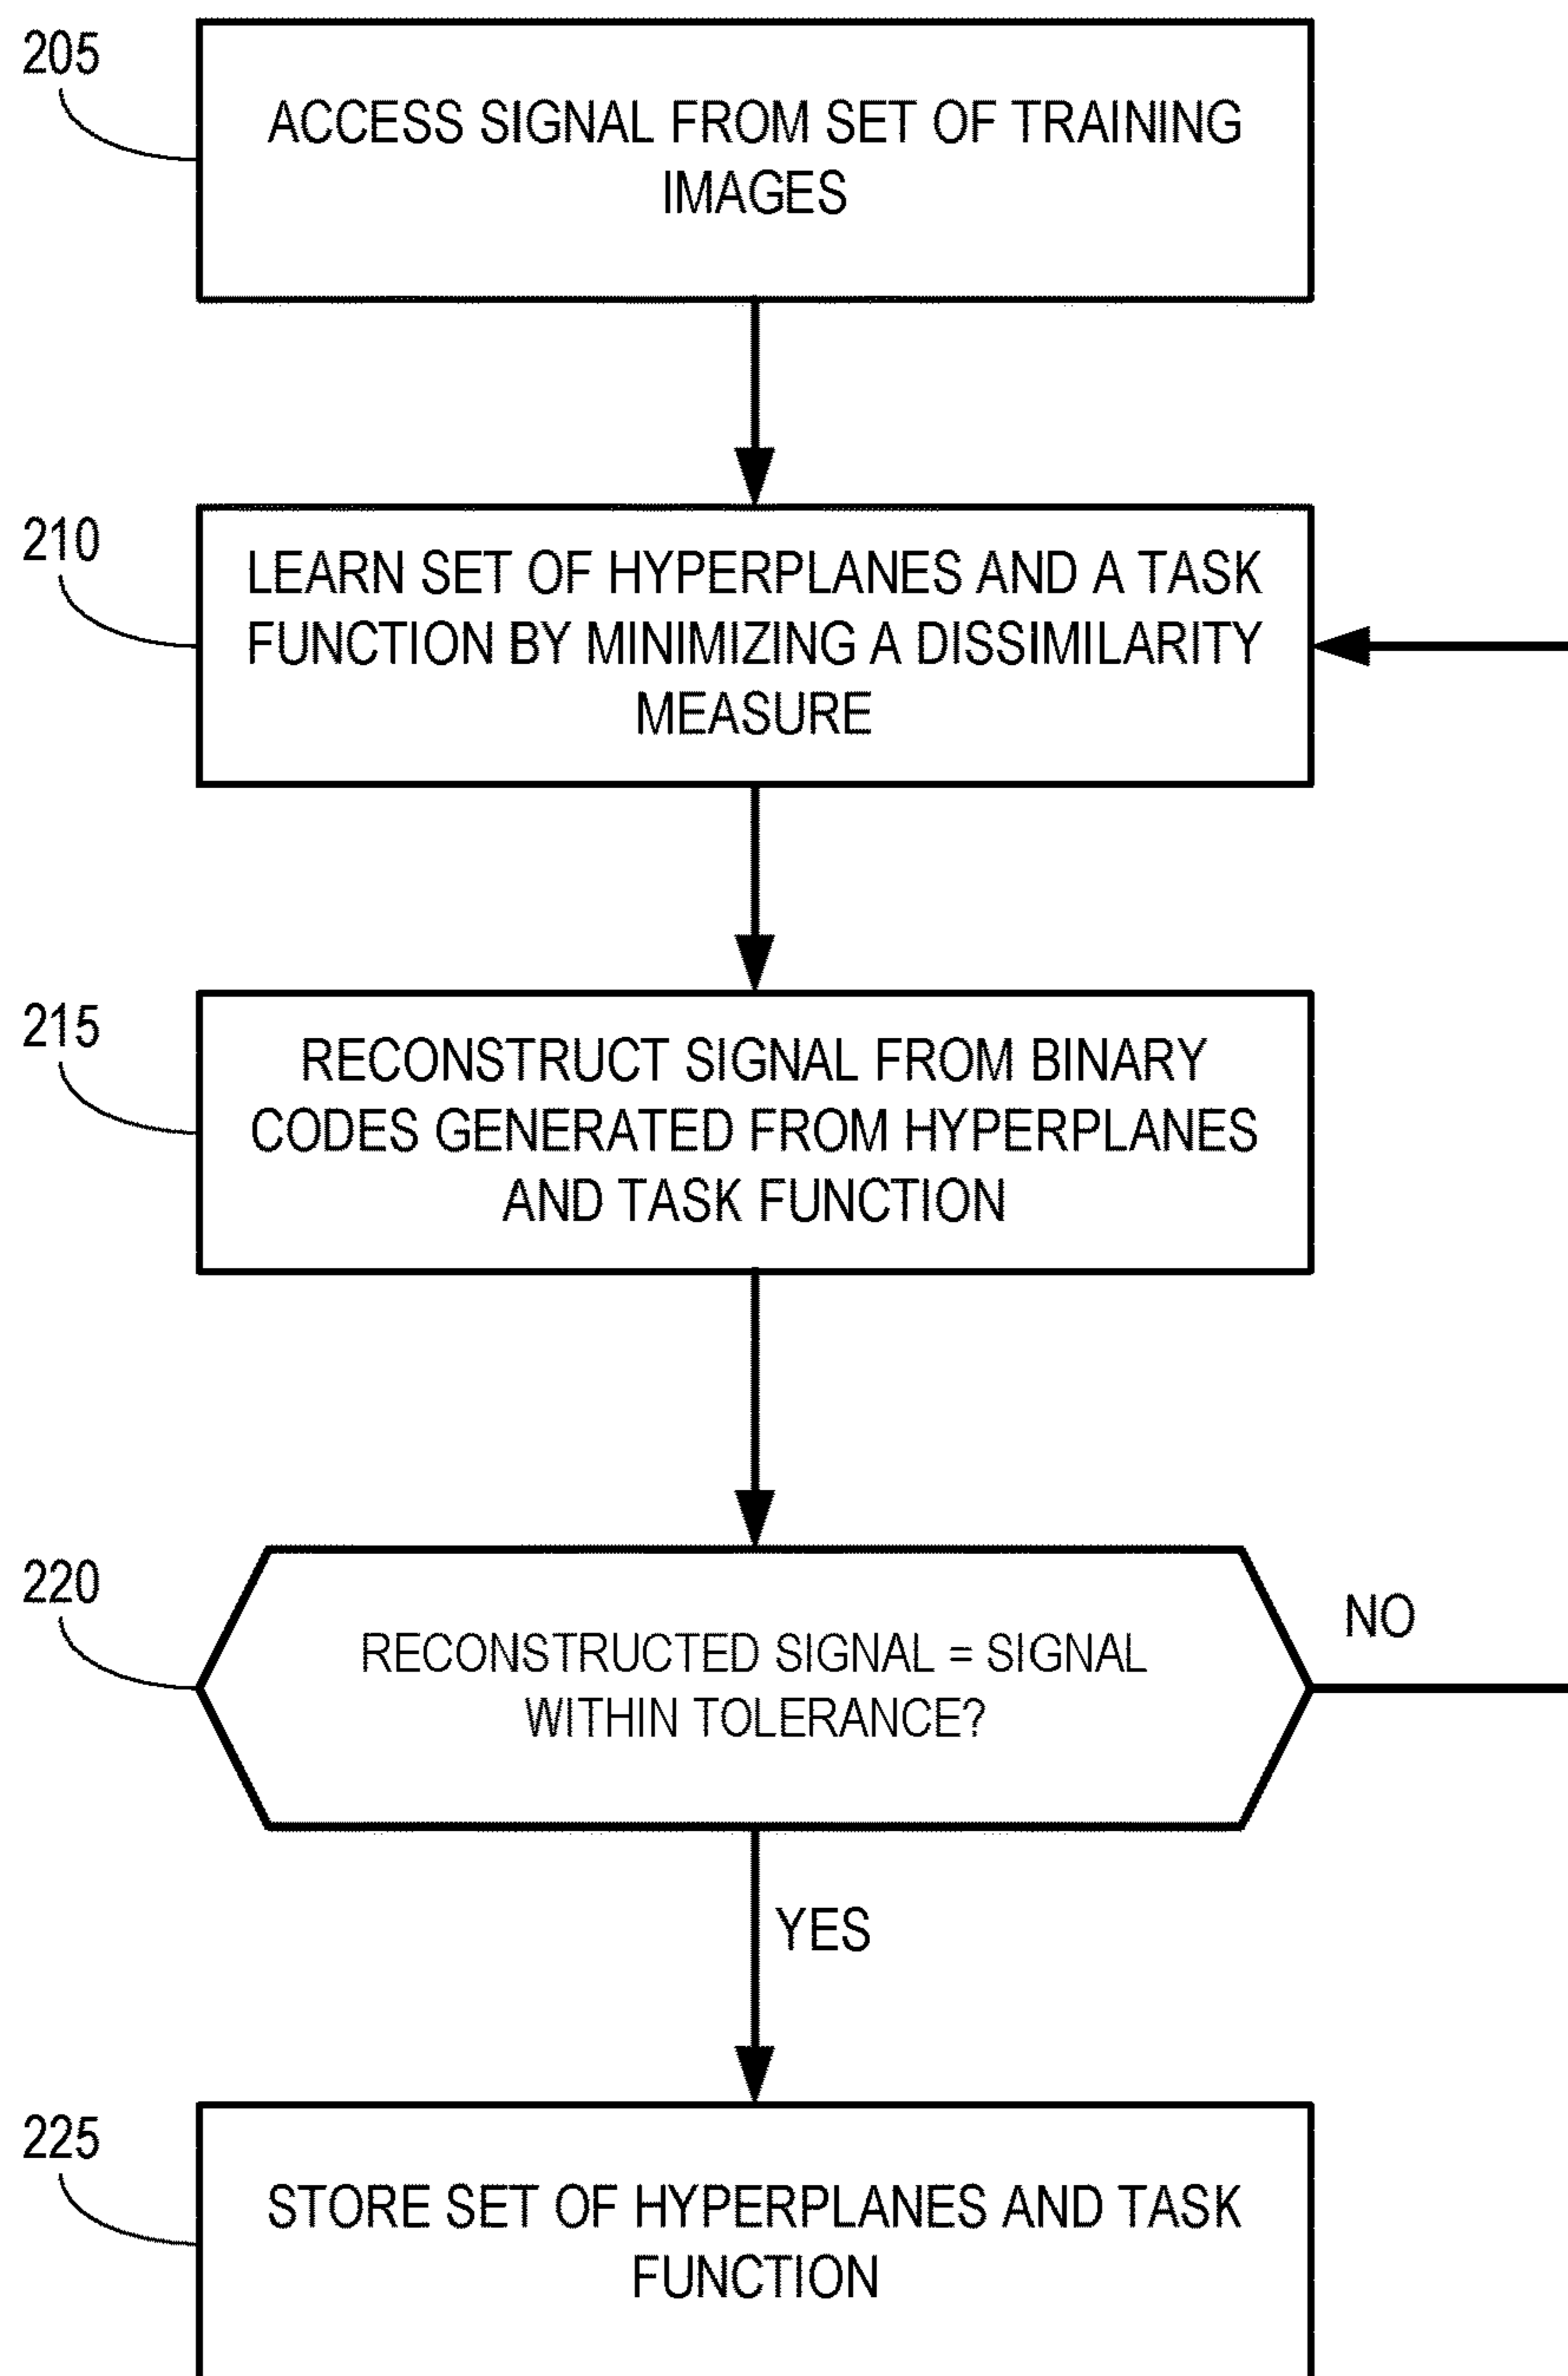 205
ACCESS SIGNAL FROM SET OF TRAINING
IMAGES
210
LEARN SET OF HYPERPLANES AND A TASK
FUNCTION BY MINIMIZING A DISSIMILARITY
MEASURE
215
RECONSTRUCT SIGNAL FROM BINARY
CODES GENERATED FROM HYPERPLANES
AND TASK FUNCTION
220
RECONSTRUCTED SIGNAL = SIGNAL
WITHIN TOLERANCE?
NO
YES
225
STORE SET OF HYPERPLANES AND TASK
FUNCTION